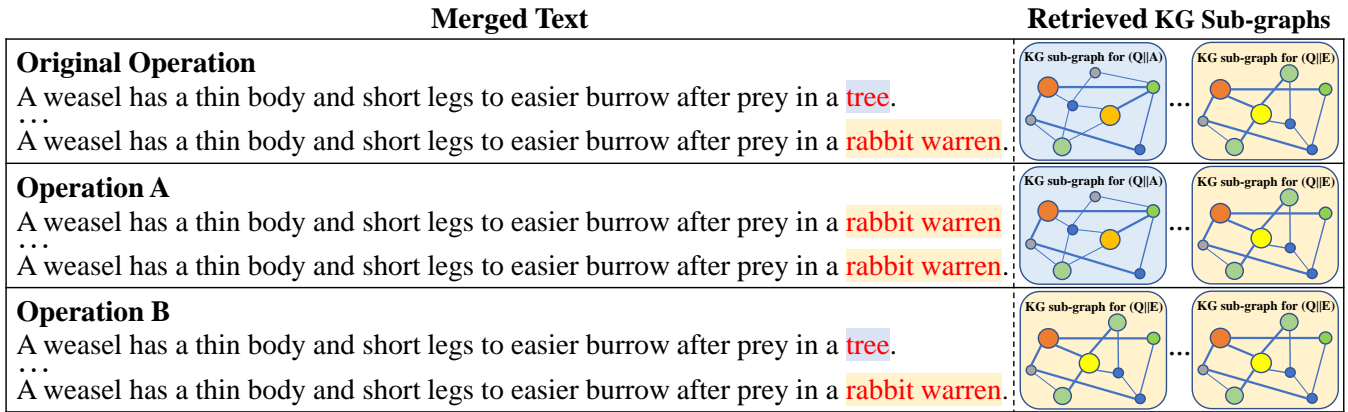 Merged Text
Retrieved KG Sub-graphs
Original Operation
A weasel has a thin body and short legs to easier burrow after prey in a tree.
...
A weasel has a thin body and short legs to easier burrow after prey in a rabbit warren.
KG sub-graph for (Q||A)
...
KG sub-graph for (Q||E)
Operation A
A weasel has a thin body and short legs to easier burrow after prey in a rabbit warren
...
A weasel has a thin body and short legs to easier burrow after prey in a rabbit warren.
KG sub-graph for (Q||A)
...
KG sub-graph for (Q||E)
Operation B
A weasel has a thin body and short legs to easier burrow after prey in a tree.
...
A weasel has a thin body and short legs to easier burrow after prey in a rabbit warren.
KG sub-graph for (Q||E)
...
KG sub-graph for (Q||E)